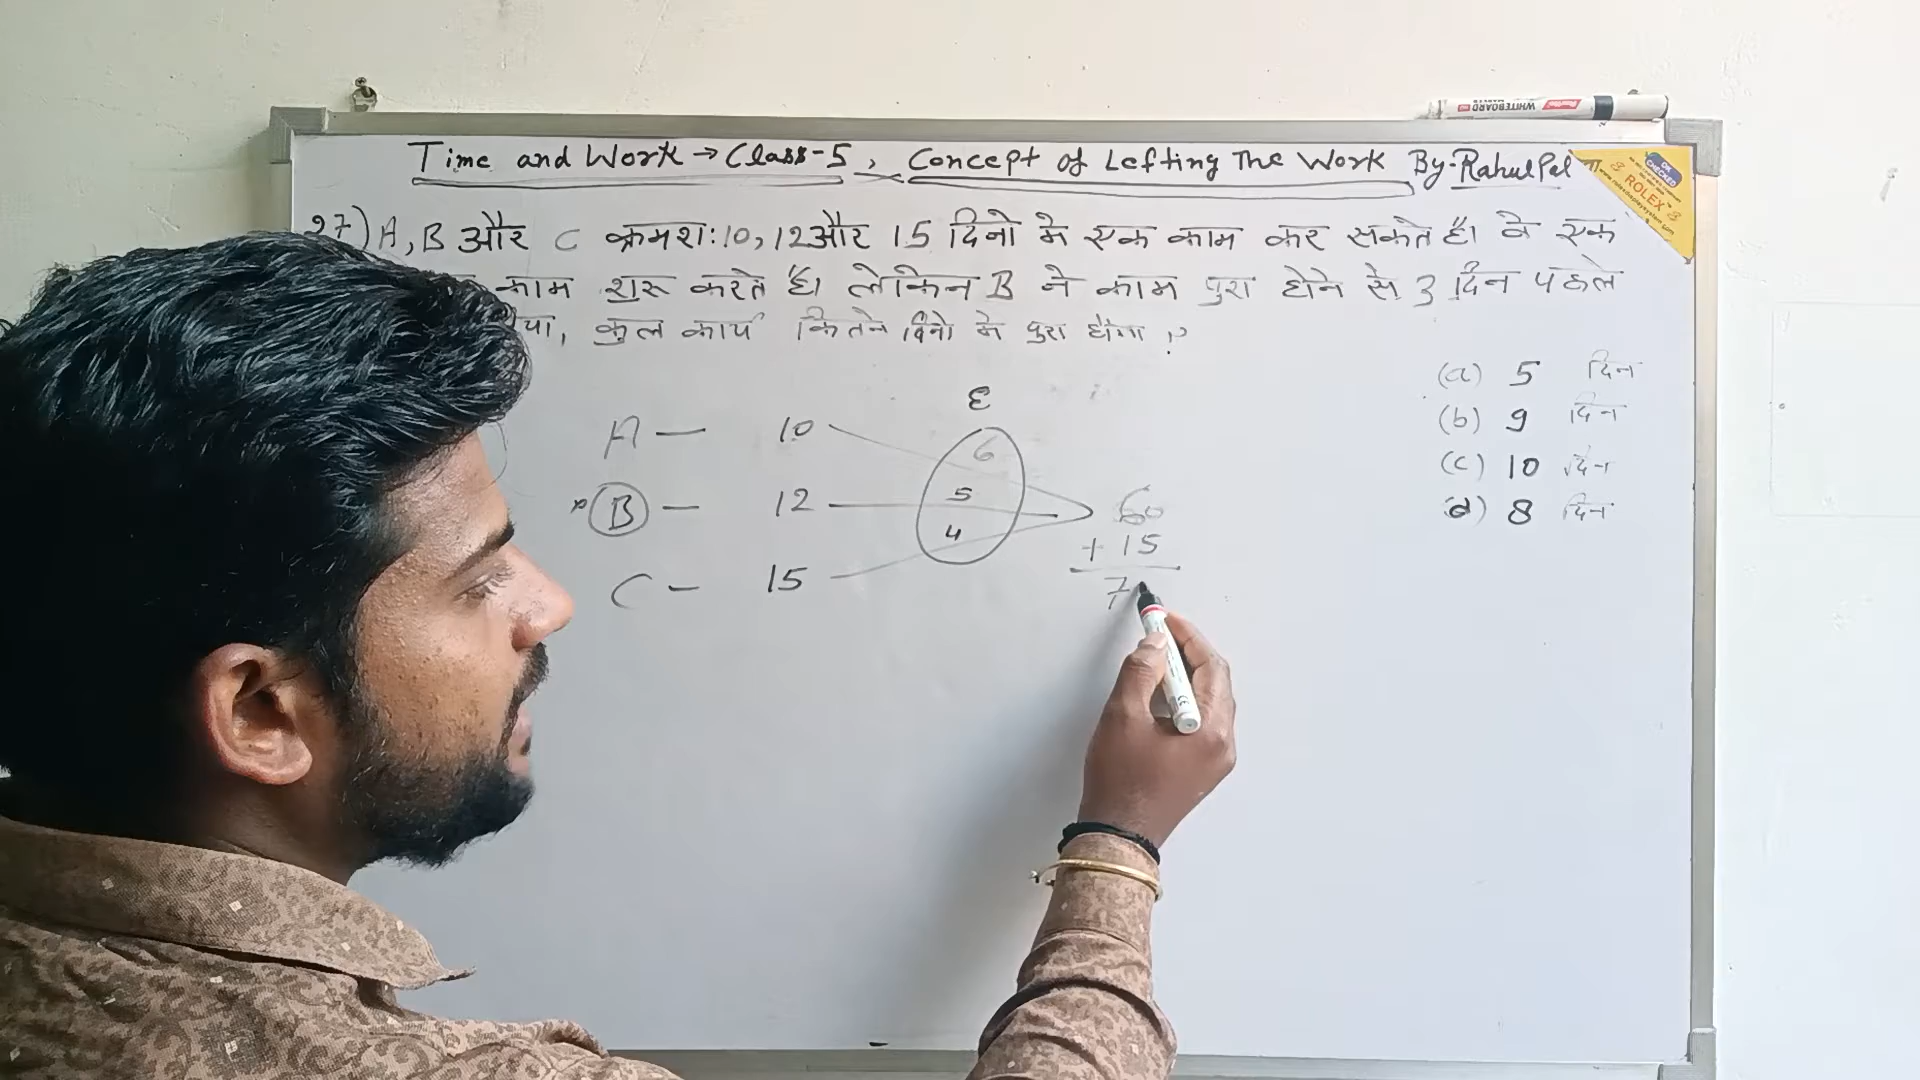 WHITEBOARD MARKER
Time and Work → Class-5, Concept of Lefting The Work By-Rahul Pal
ROLEX
27) A, B और C क्रमशः 10, 12 और 15 दिनो मे एक काम कर सकते है। वे एक
काम शुरू करते है। लेकिन B ने काम पुरा होने से 3 दिन पहले
कुल कार्य कितने दिनो मे पुरा होगा ?
(a) 5 दिन
(b) 9 दिन
(c) 10 दिन
(d) 8 दिन
E
A — 10 6
B — 12 5 60
C — 15 4 + 15
7